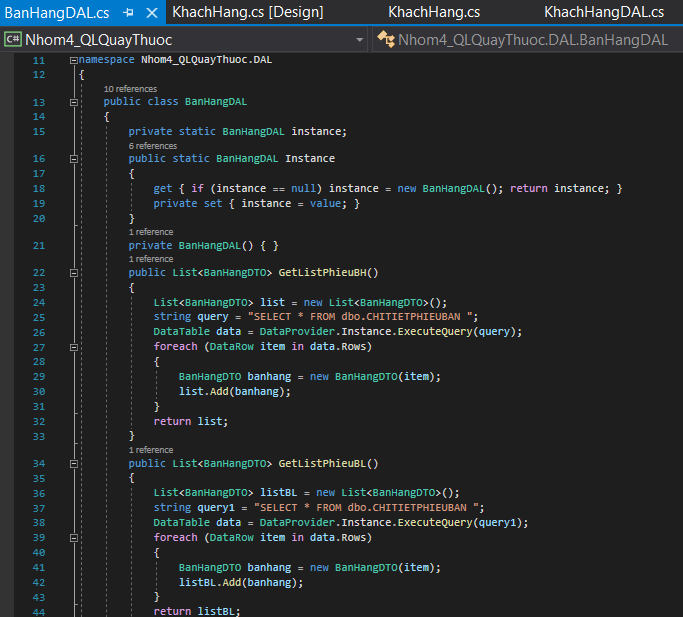 BanHangDAL.cs KhachHang.cs [Design] KhachHang.cs KhachHangDAL.cs
C# Nhom4_QLQuayThuoc Nhom4_QLQuayThuoc.DAL.BanHangDAL
11 namespace Nhom4_QLQuayThuoc.DAL
12 {
10 references
13 public class BanHangDAL
14 {
15 private static BanHangDAL instance;
6 references
16 public static BanHangDAL Instance
17 {
18 get { if (instance == null) instance = new BanHangDAL(); return instance; }
19 private set { instance = value; }
20 }
1 reference
21 private BanHangDAL() { }
1 reference
22 public List<BanHangDTO> GetListPhieuBH()
23 {
24 List<BanHangDTO> list = new List<BanHangDTO>();
25 string query = "SELECT * FROM dbo.CHITIETPHIEUBAN ";
26 DataTable data = DataProvider.Instance.ExecuteQuery(query);
27 foreach (DataRow item in data.Rows)
28 {
29 BanHangDTO banhang = new BanHangDTO(item);
30 list.Add(banhang);
31 }
32 return list;
33 }
1 reference
34 public List<BanHangDTO> GetListPhieuBL()
35 {
36 List<BanHangDTO> listBL = new List<BanHangDTO>();
37 string query1 = "SELECT * FROM dbo.CHITIETPHIEUBAN ";
38 DataTable data = DataProvider.Instance.ExecuteQuery(query1);
39 foreach (DataRow item in data.Rows)
40 {
41 BanHangDTO banhang = new BanHangDTO(item);
42 listBL.Add(banhang);
43 }
44 return listBL;